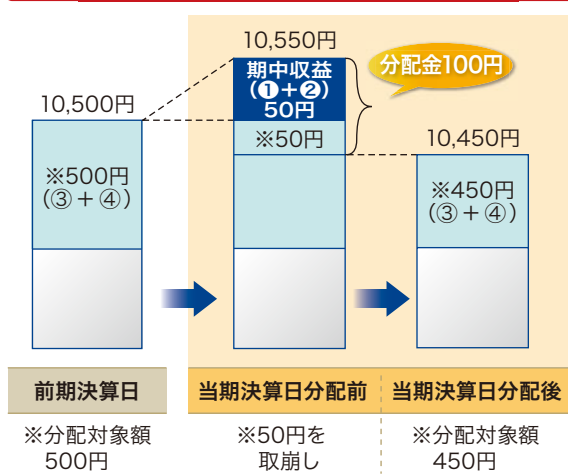 10,550円
分配金100円
期中収益
(❶+❷)
50円
10,500円
※50円
10,450円
※500円
(③+④)
※450円
(③+④)
前期決算日
当期決算日分配前
当期決算日分配後
※分配対象額
500円
※50円を
取崩し
※分配対象額
450円